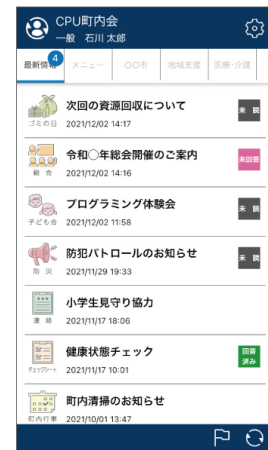 CPU町内会
一般 石川 太郎
最新情報 4 メニュー 〇〇市 地域支援 医療・介護
次回の資源回収について
ゴミの日 2021/12/02 14:17
未 読
令和〇年総会開催のご案内
総 会 2021/12/02 14:16
未回答
プログラミング体験会
子ども会 2021/12/02 11:58
未 読
防犯パトロールのお知らせ
防 災 2021/11/29 19:33
未 読
小学生見守り協力
連 絡 2021/11/17 18:06
健康状態チェック
チェックシート 2021/11/17 10:01
回答
済み
町内清掃のお知らせ
町内行事 2021/10/01 13:47